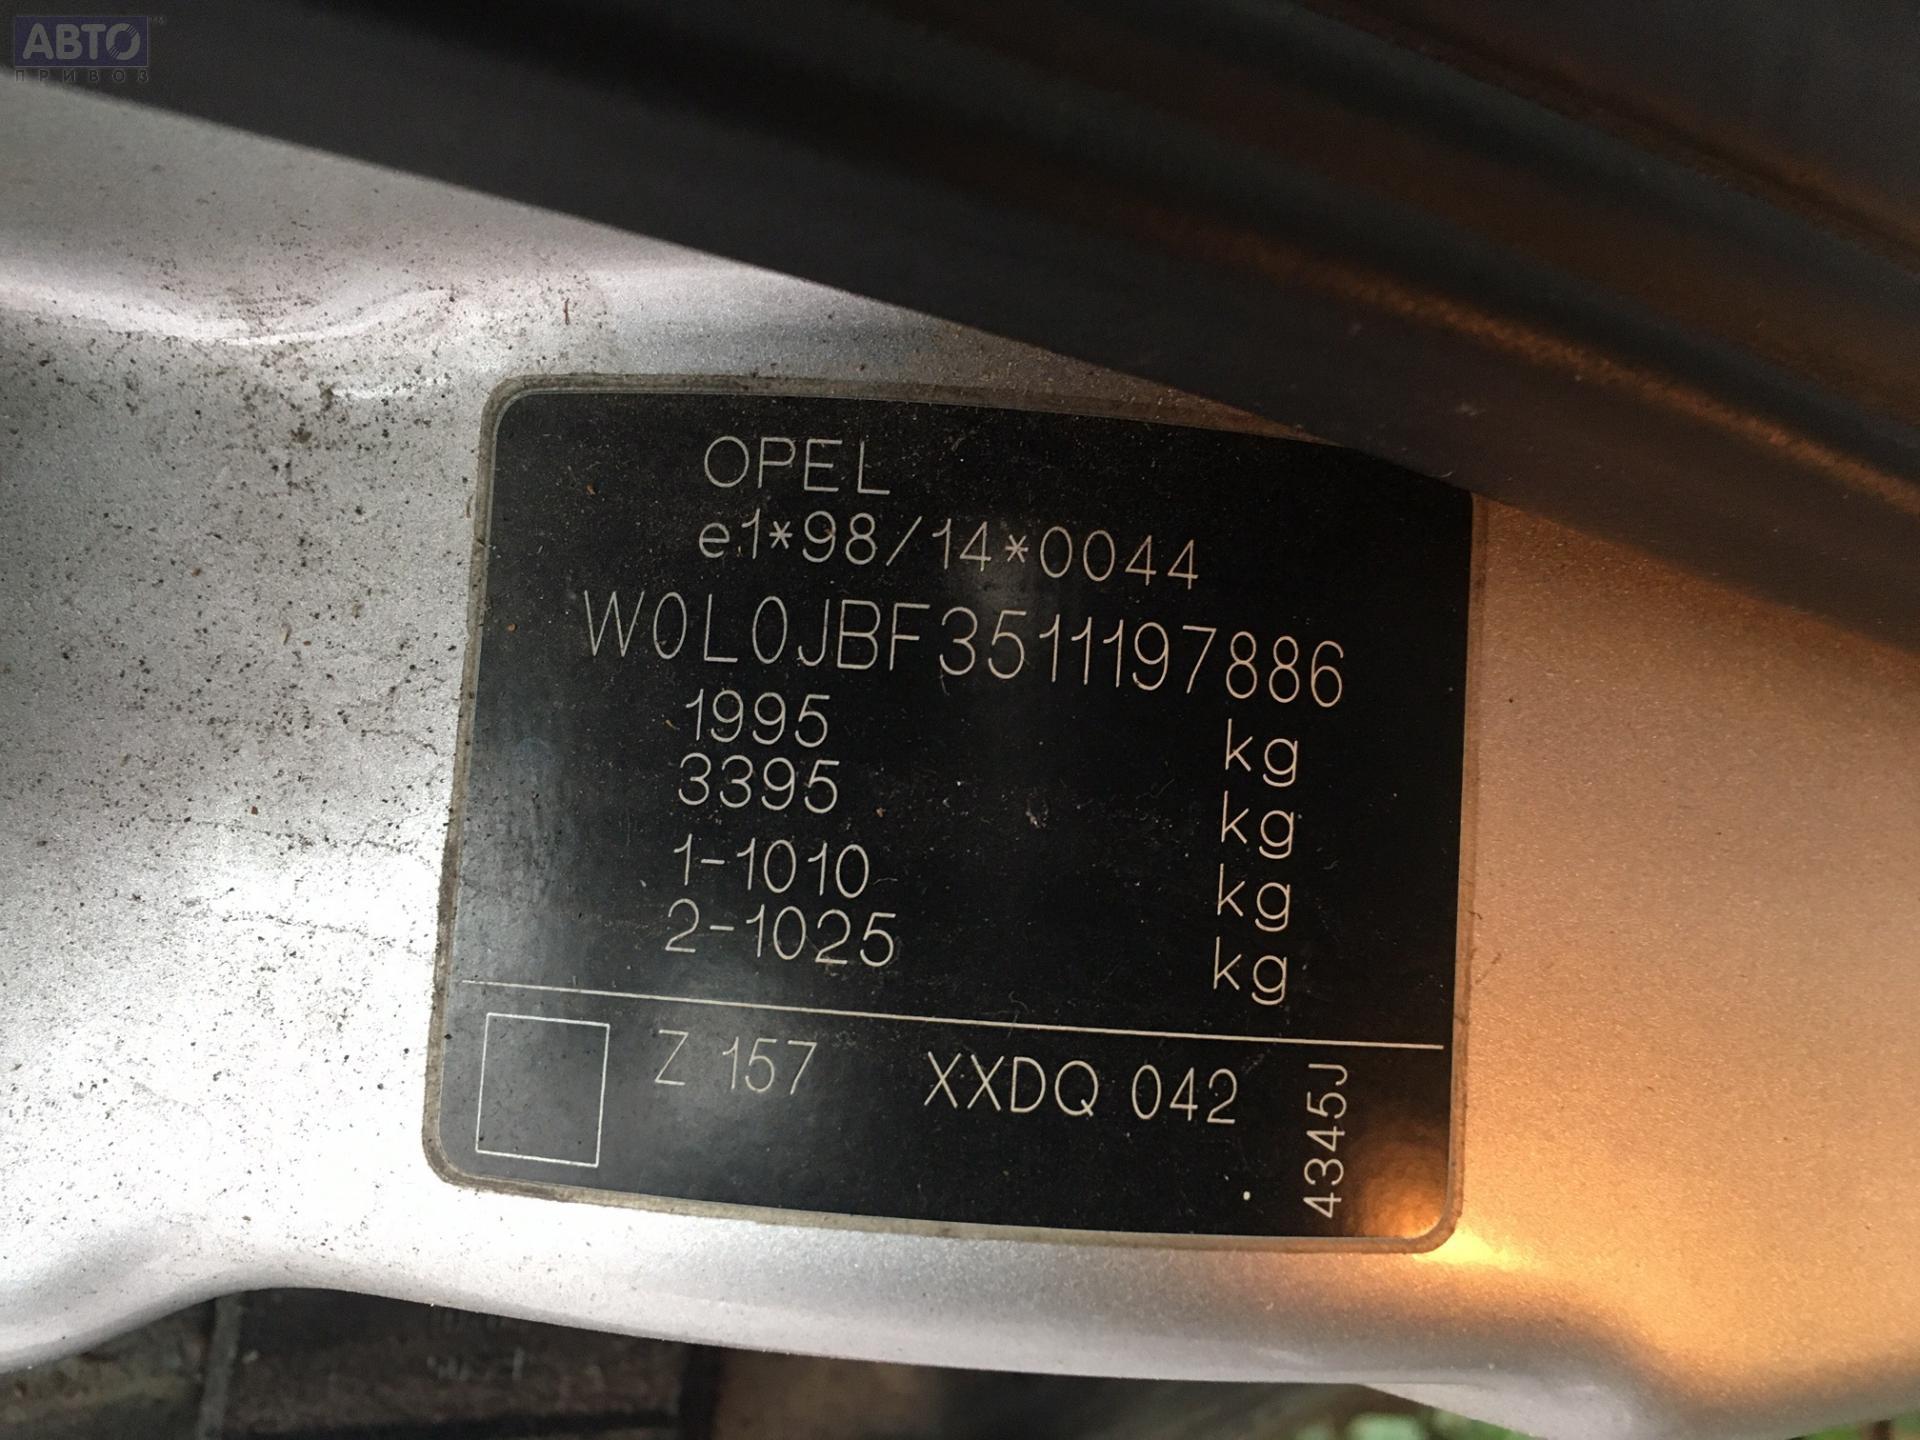 АВТО
ПРИВОЗ
OPEL
e1*98/14*0044
W0L0JBF3511197886
1995 kg
3395 kg
1-1010 kg
2-1025 kg
Z 157 XXDQ 042
4345J